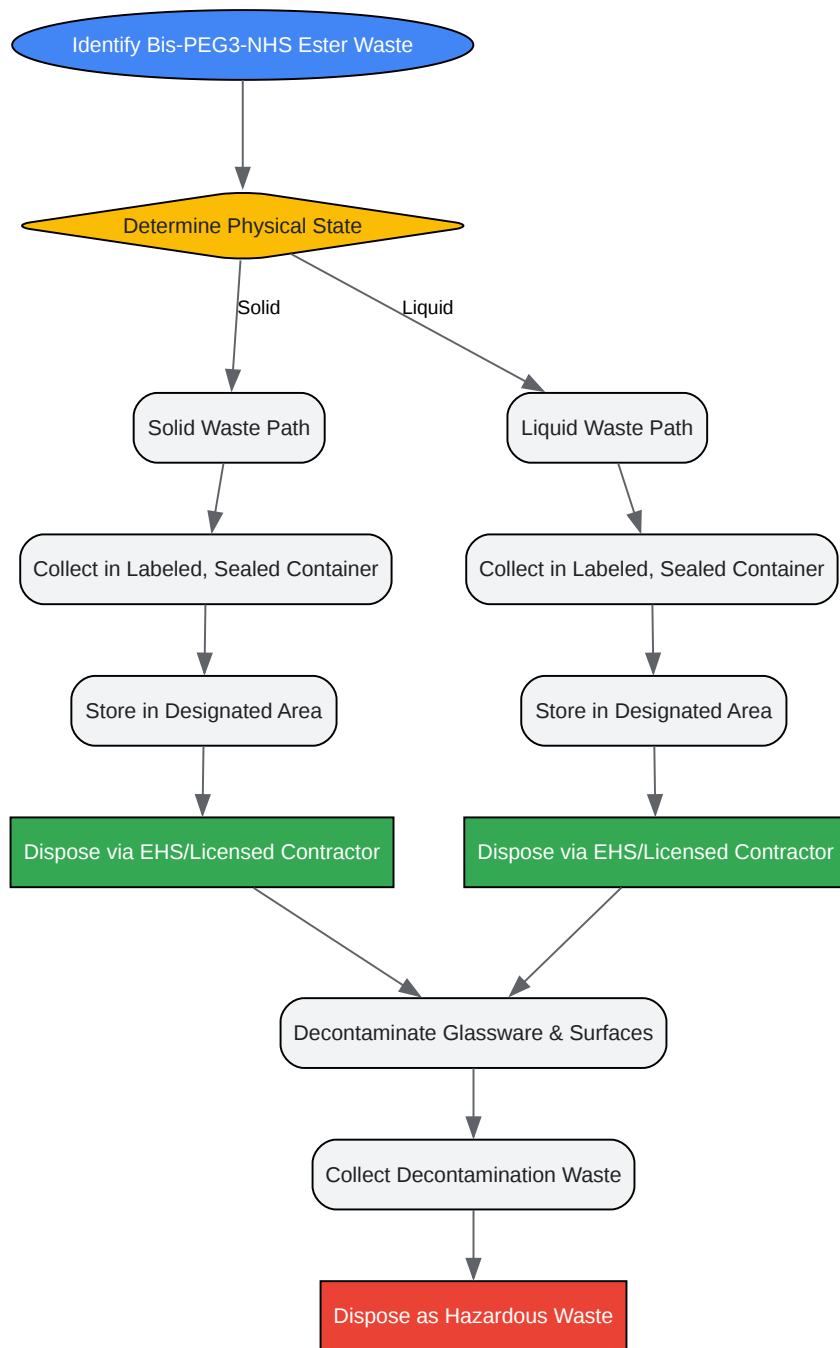 Identify Bis-PEG3-NHS Ester Waste
Determine Physical State
Solid
Liquid
Solid Waste Path
Liquid Waste Path
Collect in Labeled, Sealed Container
Collect in Labeled, Sealed Container
Store in Designated Area
Store in Designated Area
Dispose via EHS/Licensed Contractor
Dispose via EHS/Licensed Contractor
Decontaminate Glassware & Surfaces
Collect Decontamination Waste
Dispose as Hazardous Waste